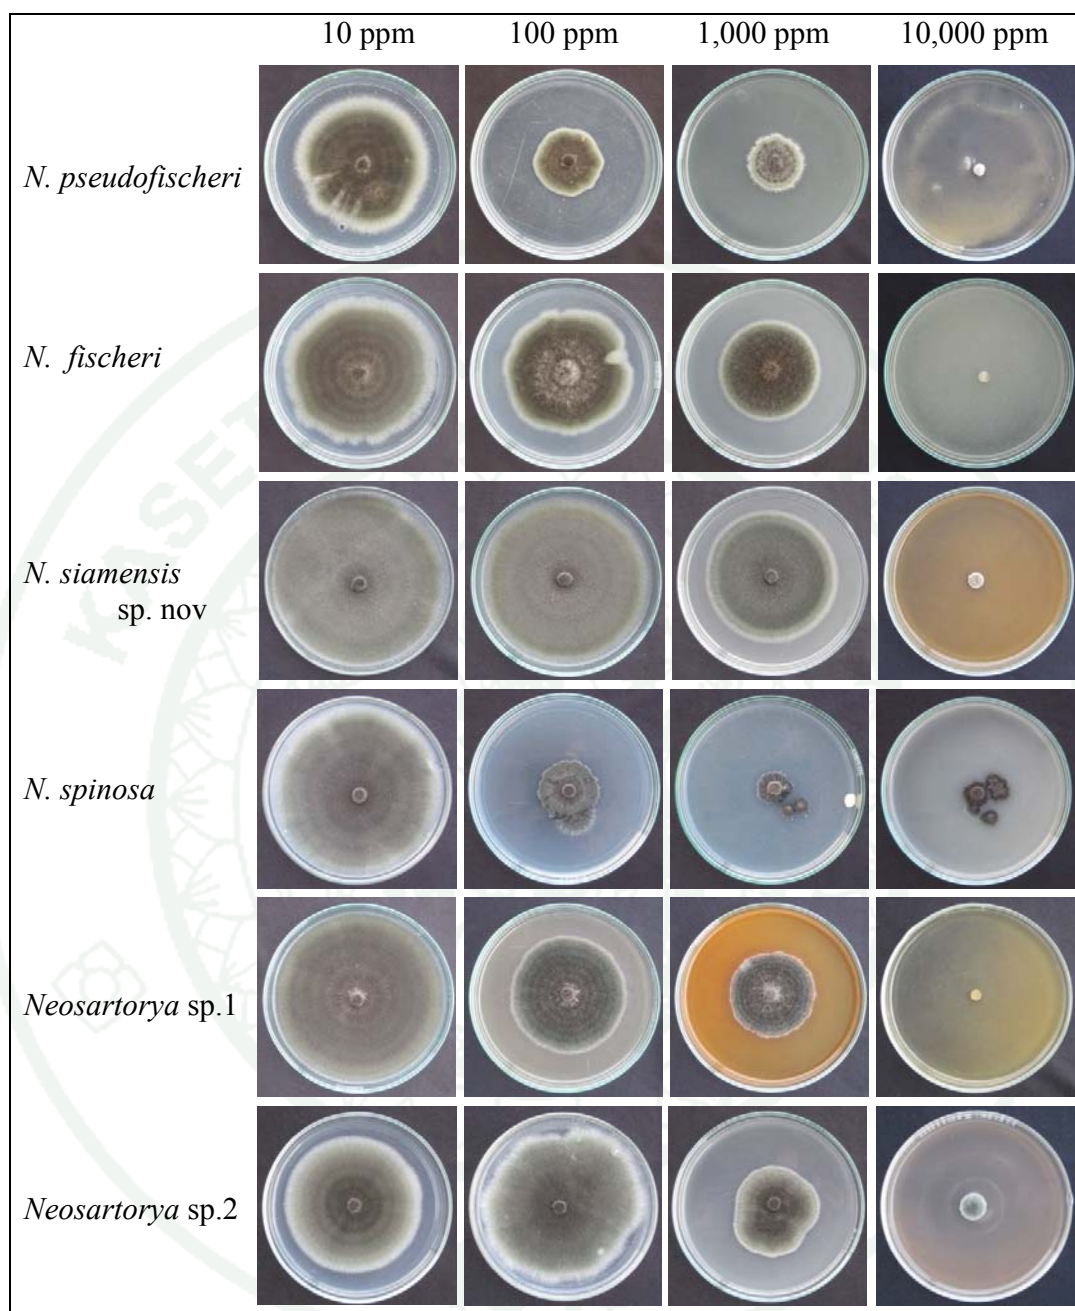 10 ppm 100 ppm 1,000 ppm 10,000 ppm
N. pseudofischeri
N. fischeri
N. siamensis
sp. nov
N. spinosa
Neosartorya sp.1
Neosartorya sp.2
KASET